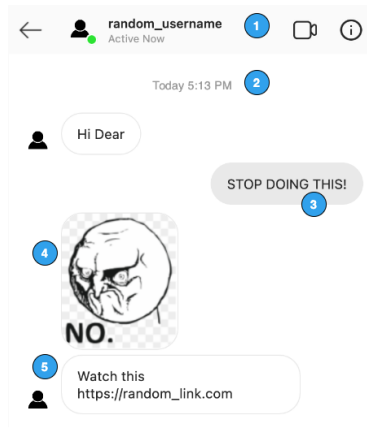 random_username
1
Active Now
Today 5:13 PM
2
Hi Dear
STOP DOING THIS!
3
4
NO.
5
Watch this
https://random_link.com